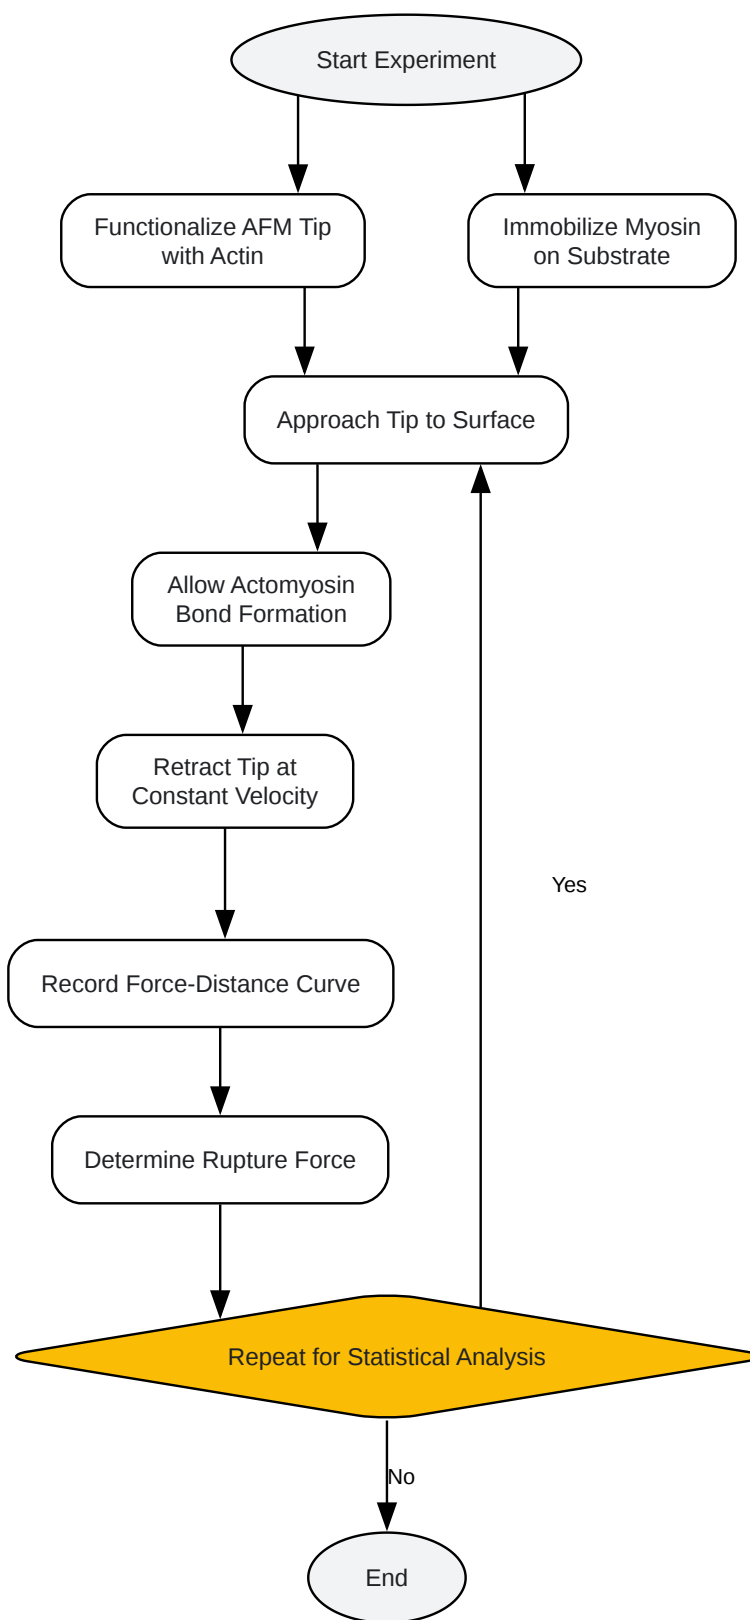 Start Experiment
Functionalize AFM Tip
with Actin
Immobilize Myosin
on Substrate
Approach Tip to Surface
Allow Actomyosin
Bond Formation
Retract Tip at
Constant Velocity
Yes
Record Force-Distance Curve
Determine Rupture Force
Repeat for Statistical Analysis
No
End